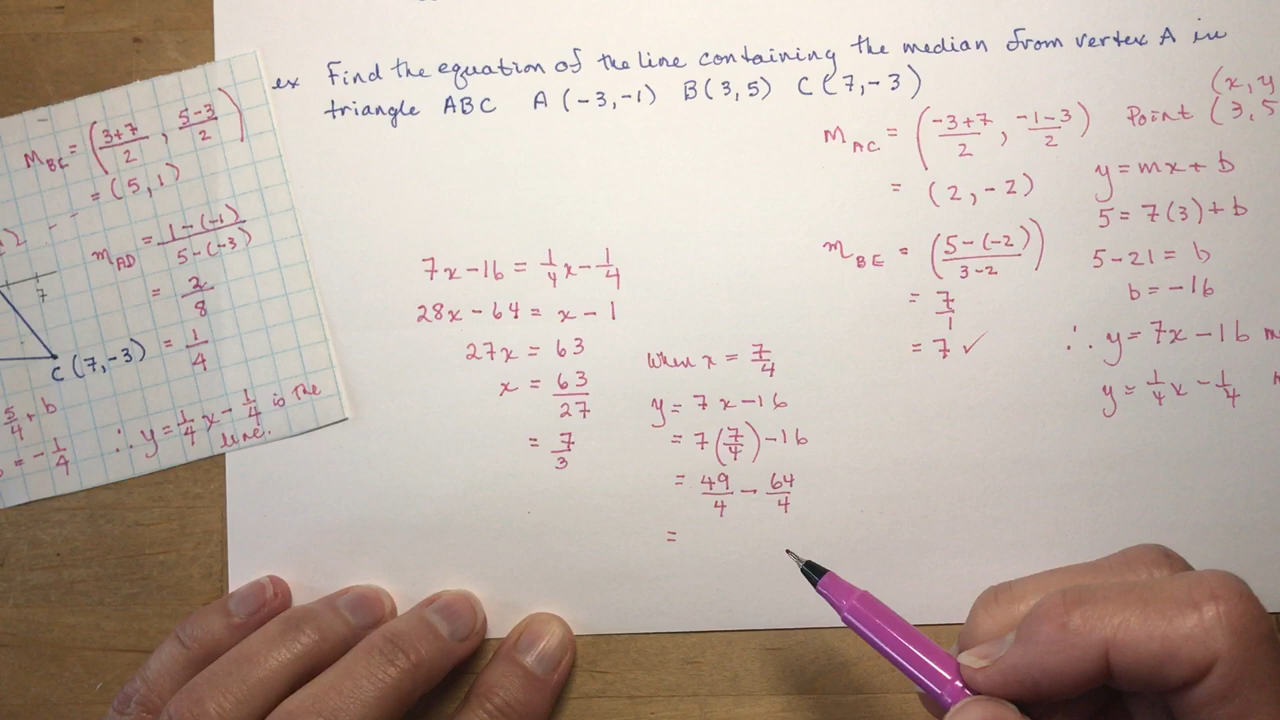 ex Find the equation of the line containing the median from vertex A in
triangle ABC A (-3,-1) B(3,5) C(7,-3)
M_BC = ((3+7)/2, (5-3)/2)
= (5,1)
m_AD = (1-(-1))/(5-(-3))
= 2/8
= 1/4
7
C (7,-3)
5/4 + b
= -1/4
∴ y = 1/4 x - 1/4 is the
line.
7x-16 = 1/4 x - 1/4
28x - 64 = x - 1
27x = 63
x = 63/27
= 7/3
When x = 7/4
y = 7x-16
= 7(7/4) - 16
= 49/4 - 64/4
=
M_AC = ((-3+7)/2, (-1-3)/2)
= (2,-2)
m_BE = ((5-(-2))/(3-2))
= 7/1
= 7 ✓
(x,y
Point (3,5
y = mx + b
5 = 7(3) + b
5-21 = b
b = -16
∴ y = 7x - 16
y = 1/4 x - 1/4